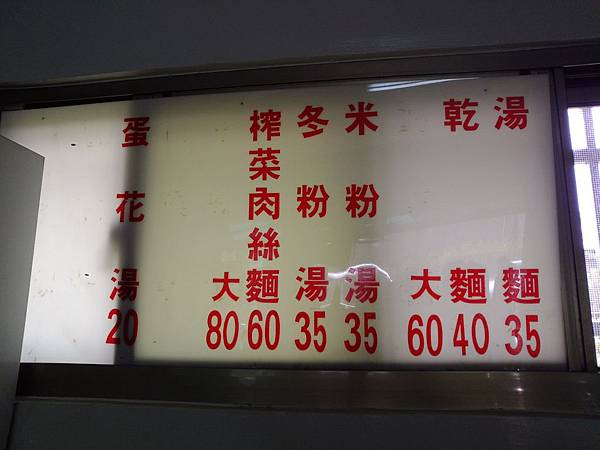 湯麵 35
乾麵 40
大 60
米粉湯 35
冬粉湯 35
榨菜肉絲麵 60
大 80
蛋花湯 20